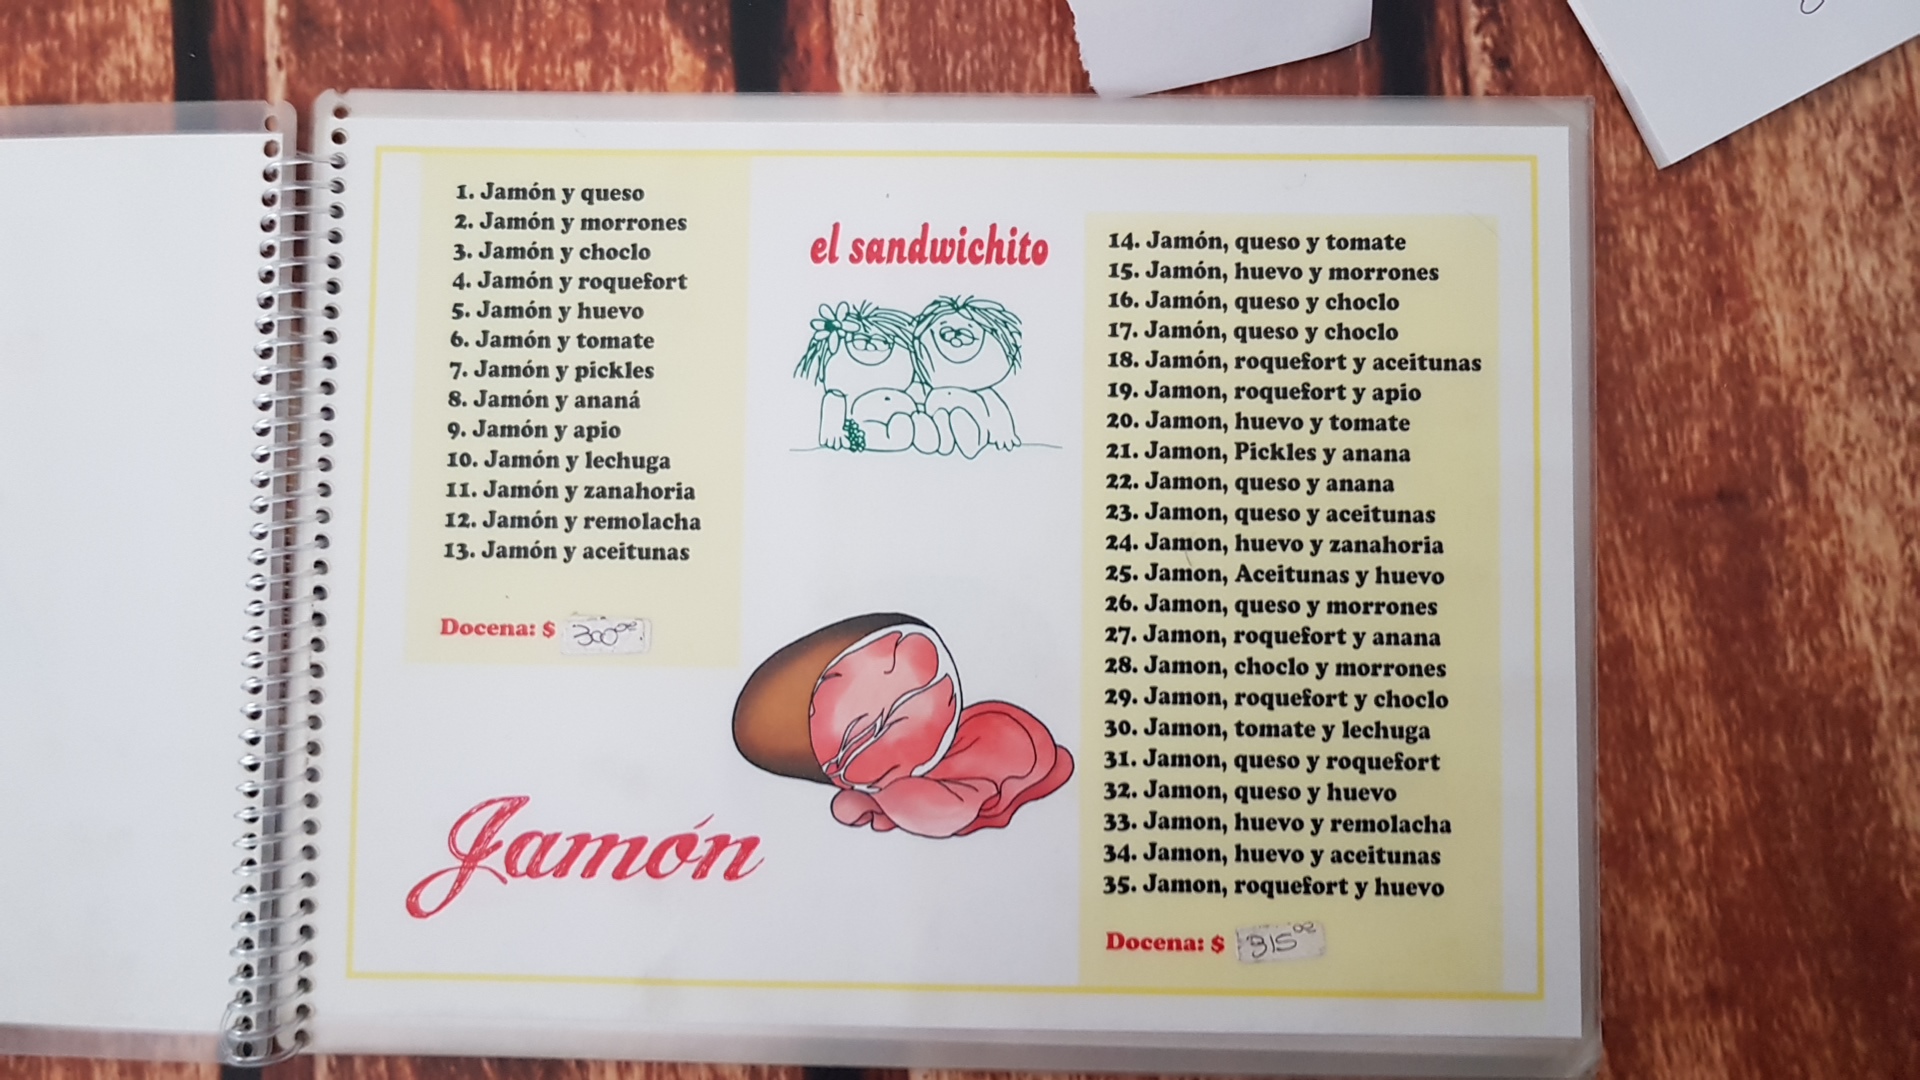 1. Jamón y queso
2. Jamón y morrones
3. Jamón y choclo
4. Jamón y roquefort
5. Jamón y huevo
6. Jamón y tomate
7. Jamón y pickles
8. Jamón y ananá
9. Jamón y apio
10. Jamón y lechuga
11. Jamón y zanahoria
12. Jamón y remolacha
13. Jamón y aceitunas
Docena: $ 300⁰⁰
el sandwichito
Jamón
14. Jamón, queso y tomate
15. Jamón, huevo y morrones
16. Jamón, queso y choclo
17. Jamón, queso y choclo
18. Jamón, roquefort y aceitunas
19. Jamon, roquefort y apio
20. Jamon, huevo y tomate
21. Jamon, Pickles y anana
22. Jamon, queso y anana
23. Jamon, queso y aceitunas
24. Jamon, huevo y zanahoria
25. Jamon, Aceitunas y huevo
26. Jamon, queso y morrones
27. Jamon, roquefort y anana
28. Jamon, choclo y morrones
29. Jamon, roquefort y choclo
30. Jamon, tomate y lechuga
31. Jamon, queso y roquefort
32. Jamon, queso y huevo
33. Jamon, huevo y remolacha
34. Jamon, huevo y aceitunas
35. Jamon, roquefort y huevo
Docena: $ 315⁰⁰